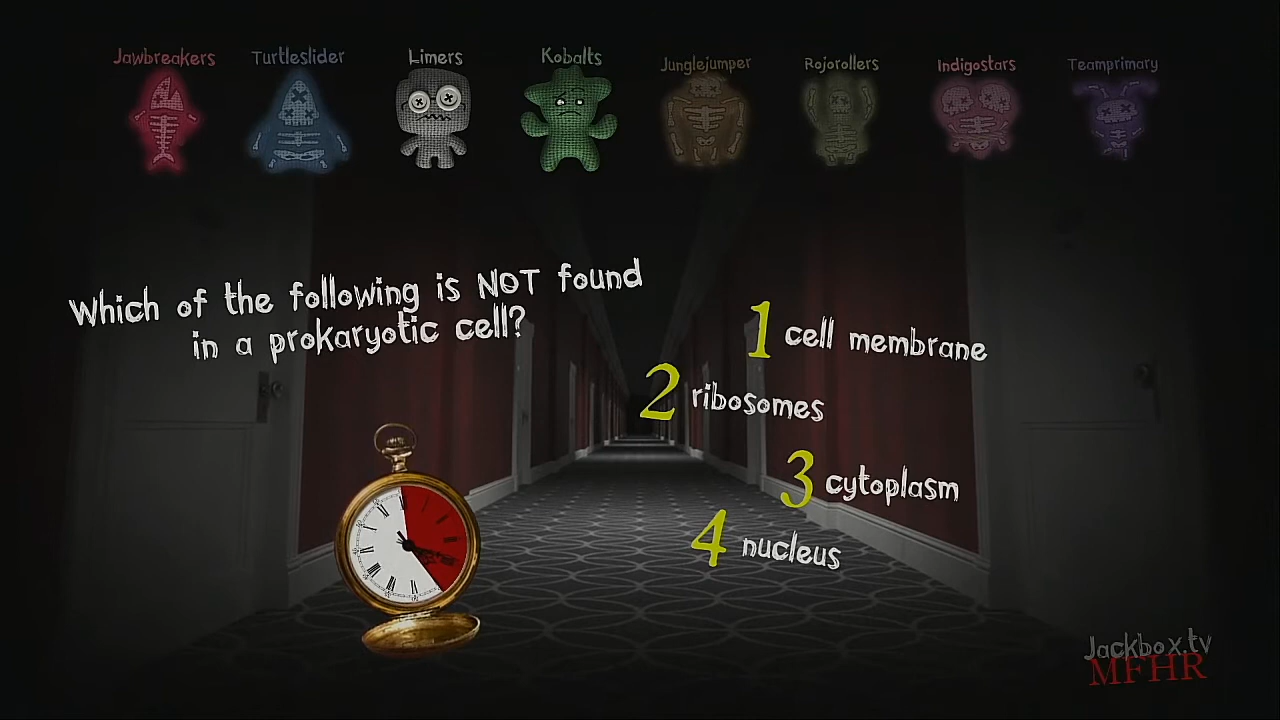 Jawbreakers
Turtleslider
Limers
Kobalts
Junglejumper
Rojorollers
Indigostars
Teamprimary
Which of the following is NOT found
in a prokaryotic cell?
1 cell membrane
2 ribosomes
3 cytoplasm
4 nucleus
Jackbox.tv
MFHR